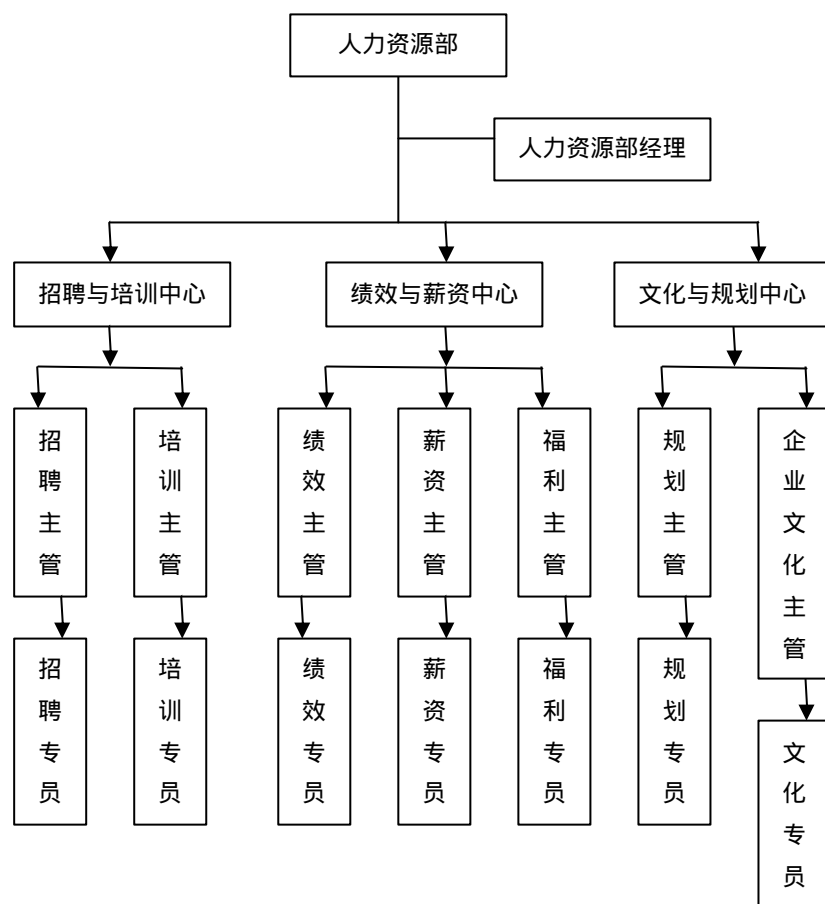 人力资源部
人力资源部经理
招聘与培训中心
绩效与薪资中心
文化与规划中心
招聘主管
培训主管
绩效主管
薪资主管
福利主管
规划主管
企业文化主管
招聘专员
培训专员
绩效专员
薪资专员
福利专员
规划专员
文化专员